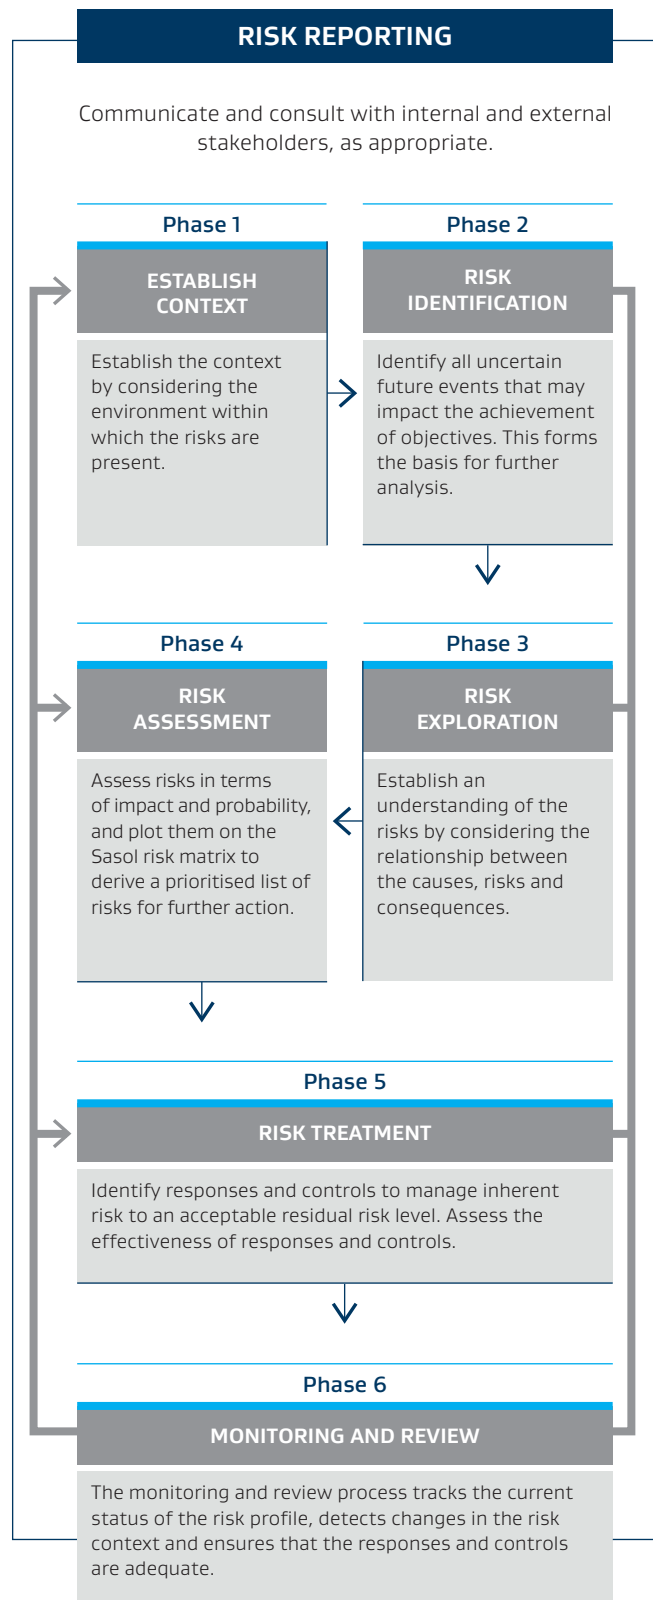 RISK REPORTING
Communicate and consult with internal and external
stakeholders, as appropriate.
Phase 1
ESTABLISH
CONTEXT
Establish the context
by considering the
environment within
which the risks are
present.
Phase 2
RISK
IDENTIFICATION
Identify all uncertain
future events that may
impact the achievement
of objectives. This forms
the basis for further
analysis.
Phase 3
RISK
EXPLORATION
Establish an
understanding of the
risks by considering the
relationship between
the causes, risks and
consequences.
Phase 4
RISK
ASSESSMENT
Assess risks in terms
of impact and probability,
and plot them on the
Sasol risk matrix to
derive a prioritised list of
risks for further action.
Phase 5
RISK TREATMENT
Identify responses and controls to manage inherent
risk to an acceptable residual risk level. Assess the
effectiveness of responses and controls.
Phase 6
MONITORING AND REVIEW
The monitoring and review process tracks the current
status of the risk profile, detects changes in the risk
context and ensures that the responses and controls
are adequate.